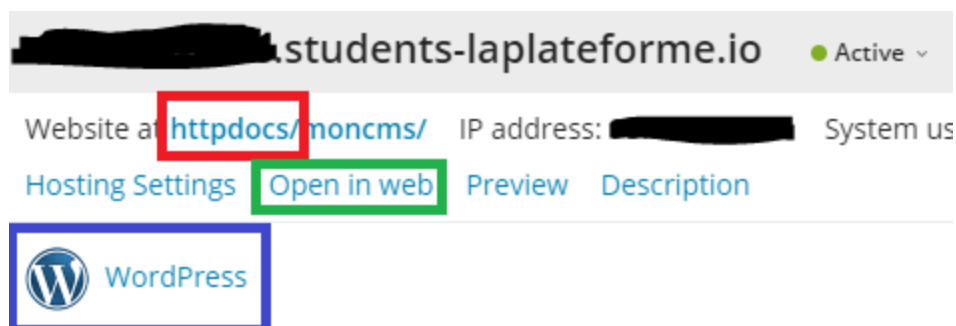 .students-laplateforme.io Active
Website at httpdocs/moncms/ IP address: System us
Hosting Settings Open in web Preview Description
WordPress